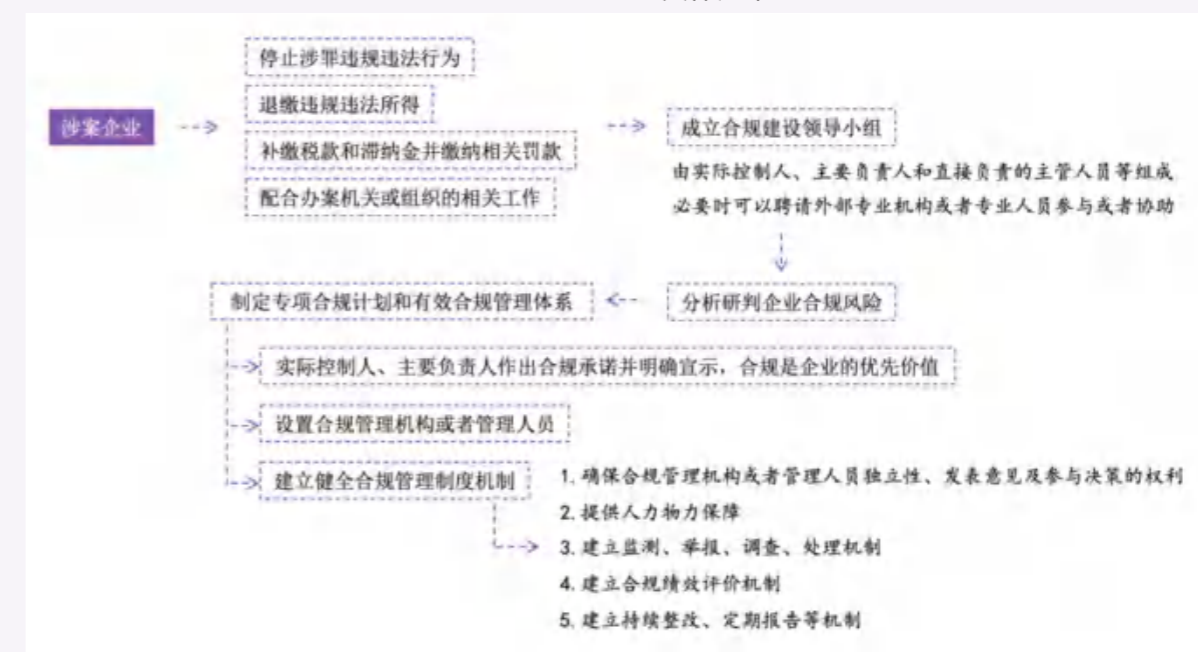 停止涉罪违规违法行为
退缴违规违法所得
涉案企业
补缴税款和滞纳金并缴纳相关罚款
配合办案机关或组织的相关工作
成立合规建设领导小组
由实际控制人、主要负责人和直接负责的主管人员等组成
必要时可以聘请外部专业机构或者专业人员参与或者协助
分析研判企业合规风险
制定专项合规计划和有效合规管理体系
实际控制人、主要负责人作出合规承诺并明确宣示，合规是企业的优先价值
设置合规管理机构或者管理人员
建立健全合规管理制度机制
1. 确保合规管理机构或者管理人员独立性、发表意见及参与决策的权利
2. 提供人力物力保障
3. 建立监测、举报、调查、处理机制
4. 建立合规绩效评价机制
5. 建立持续整改、定期报告等机制